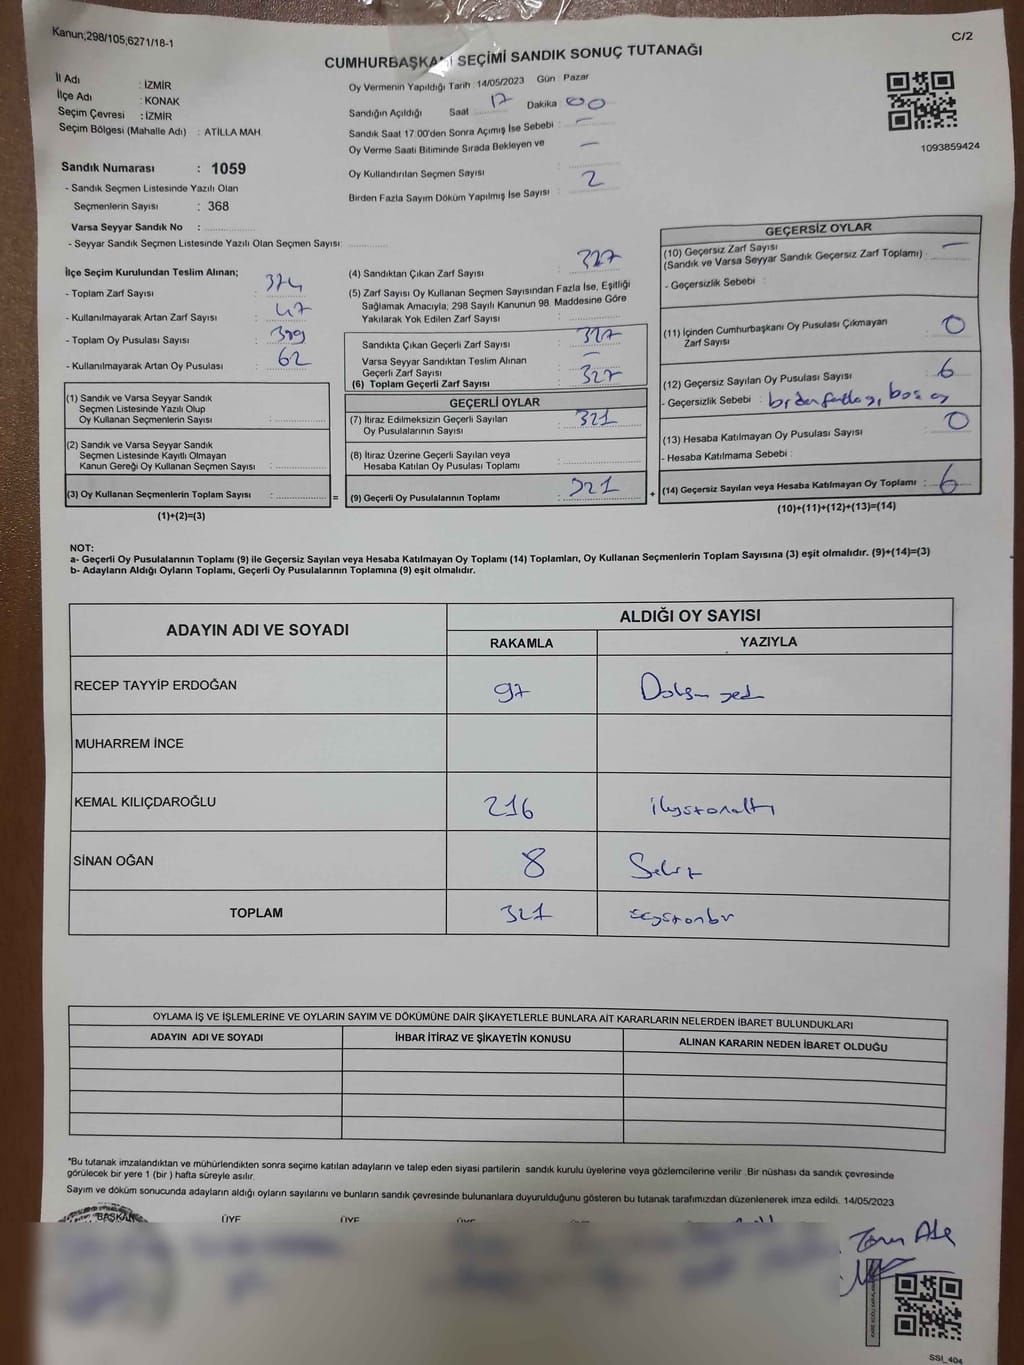 Kanun;298/105;6271/18-1
C/2
CUMHURBAŞKANI SEÇİMİ SANDIK SONUÇ TUTANAĞI
İl Adı : İZMİR
İlçe Adı : KONAK
Seçim Çevresi : İZMİR
Seçim Bölgesi (Mahalle Adı) : ATİLLA MAH
Oy Vermenin Yapıldığı Tarih : 14/05/2023 Gün : Pazar
Sandığın Açıldığı Saat 17 Dakika 00
Sandık Saat 17:00'den Sonra Açımış İse Sebebi : -
Oy Verme Saati Bitiminde Sırada Bekleyen ve
Oy Kullandırılan Seçmen Sayısı -
Birden Fazla Sayım Döküm Yapılmış İse Sayısı 2
1093859424
Sandık Numarası : 1059
- Sandık Seçmen Listesinde Yazılı Olan
Seçmenlerin Sayısı : 368
Varsa Seyyar Sandık No :
- Seyyar Sandık Seçmen Listesinde Yazılı Olan Seçmen Sayısı:
İlçe Seçim Kurulundan Teslim Alınan;
- Toplam Zarf Sayısı : 374
- Kullanılmayarak Artan Zarf Sayısı : 47
- Toplam Oy Pusulası Sayısı :
- Kullanılmayarak Artan Oy Pusulası : 62
(1) Sandık ve Varsa Seyyar Sandık
Seçmen Listesinde Yazılı Olup
Oy Kullanan Seçmenlerin Sayısı :
(2) Sandık ve Varsa Seyyar Sandık
Seçmen Listesinde Kayıtlı Olmayan
Kanun Gereği Oy Kullanan Seçmen Sayısı :
(3) Oy Kullanan Seçmenlerin Toplam Sayısı : =
(1)+(2)=(3)
(4) Sandıktan Çıkan Zarf Sayısı 327
(5) Zarf Sayısı Oy Kullanan Seçmen Sayısından Fazla İse, Eşitliği
Sağlamak Amacıyla; 298 Sayılı Kanunun 98. Maddesine Göre
Yakılarak Yok Edilen Zarf Sayısı :
Sandıkta Çıkan Geçerli Zarf Sayısı : 327
Varsa Seyyar Sandıktan Teslim Alınan
Geçerli Zarf Sayısı : -
(6) Toplam Geçerli Zarf Sayısı : 327
GEÇERLİ OYLAR
(7) İtiraz Edilmeksizin Geçerli Sayılan
Oy Pusulalarının Sayısı : 321
(8) İtiraz Üzerine Geçerli Sayılan veya
Hesaba Katılan Oy Pusulası Toplamı :
(9) Geçerli Oy Pusulalarının Toplamı : 321 +
GEÇERSİZ OYLAR
(10) Geçersiz Zarf Sayısı
(Sandık ve Varsa Seyyar Sandık Geçersiz Zarf Toplamı) : -
- Geçersizlik Sebebi :
(11) İçinden Cumhurbaşkanı Oy Pusulası Çıkmayan
Zarf Sayısı : 0
(12) Geçersiz Sayılan Oy Pusulası Sayısı : 6
- Geçersizlik Sebebi : birden fazla oy, boş oy
(13) Hesaba Katılmayan Oy Pusulası Sayısı : 0
- Hesaba Katılmama Sebebi :
(14) Geçersiz Sayılan veya Hesaba Katılmayan Oy Toplamı : 6
(10)+(11)+(12)+(13)=(14)
NOT:
a- Geçerli Oy Pusulalarının Toplamı (9) ile Geçersiz Sayılan veya Hesaba Katılmayan Oy Toplamı (14) Toplamları, Oy Kullanan Seçmenlerin Toplam Sayısına (3) eşit olmalıdır. (9)+(14)=(3)
b- Adayların Aldığı Oyların Toplamı, Geçerli Oy Pusulalarının Toplamına (9) eşit olmalıdır.
ADAYIN ADI VE SOYADI
ALDIĞI OY SAYISI
RAKAMLA YAZIYLA
RECEP TAYYİP ERDOĞAN 97 Doksan yedi
MUHARREM İNCE
KEMAL KILIÇDAROĞLU 216 ikiyüzonaltı
SİNAN OĞAN 8 Sekiz
TOPLAM 321
OYLAMA İŞ VE İŞLEMLERİNE VE OYLARIN SAYIM VE DÖKÜMÜNE DAİR ŞİKAYETLERLE BUNLARA AİT KARARLARIN NELERDEN İBARET BULUNDUKLARI
ADAYIN ADI VE SOYADI İHBAR İTİRAZ VE ŞİKAYETİN KONUSU ALINAN KARARIN NEDEN İBARET OLDUĞU
*Bu tutanak imzalandıktan ve mühürlendikten sonra seçime katılan adayların ve talep eden siyasi partilerin sandık kurulu üyelerine veya gözlemcilerine verilir. Bir nüshası da sandık çevresinde
görülecek bir yere 1 (bir ) hafta süreyle asılır.
Sayım ve döküm sonucunda adayların aldığı oyların sayılarını ve bunların sandık çevresinde bulunanlara duyurulduğunu gösteren bu tutanak tarafımızdan düzenlenerek imza edildi. 14/05/2023
BAŞKAN ÜYE ÜYE
SSİ_404